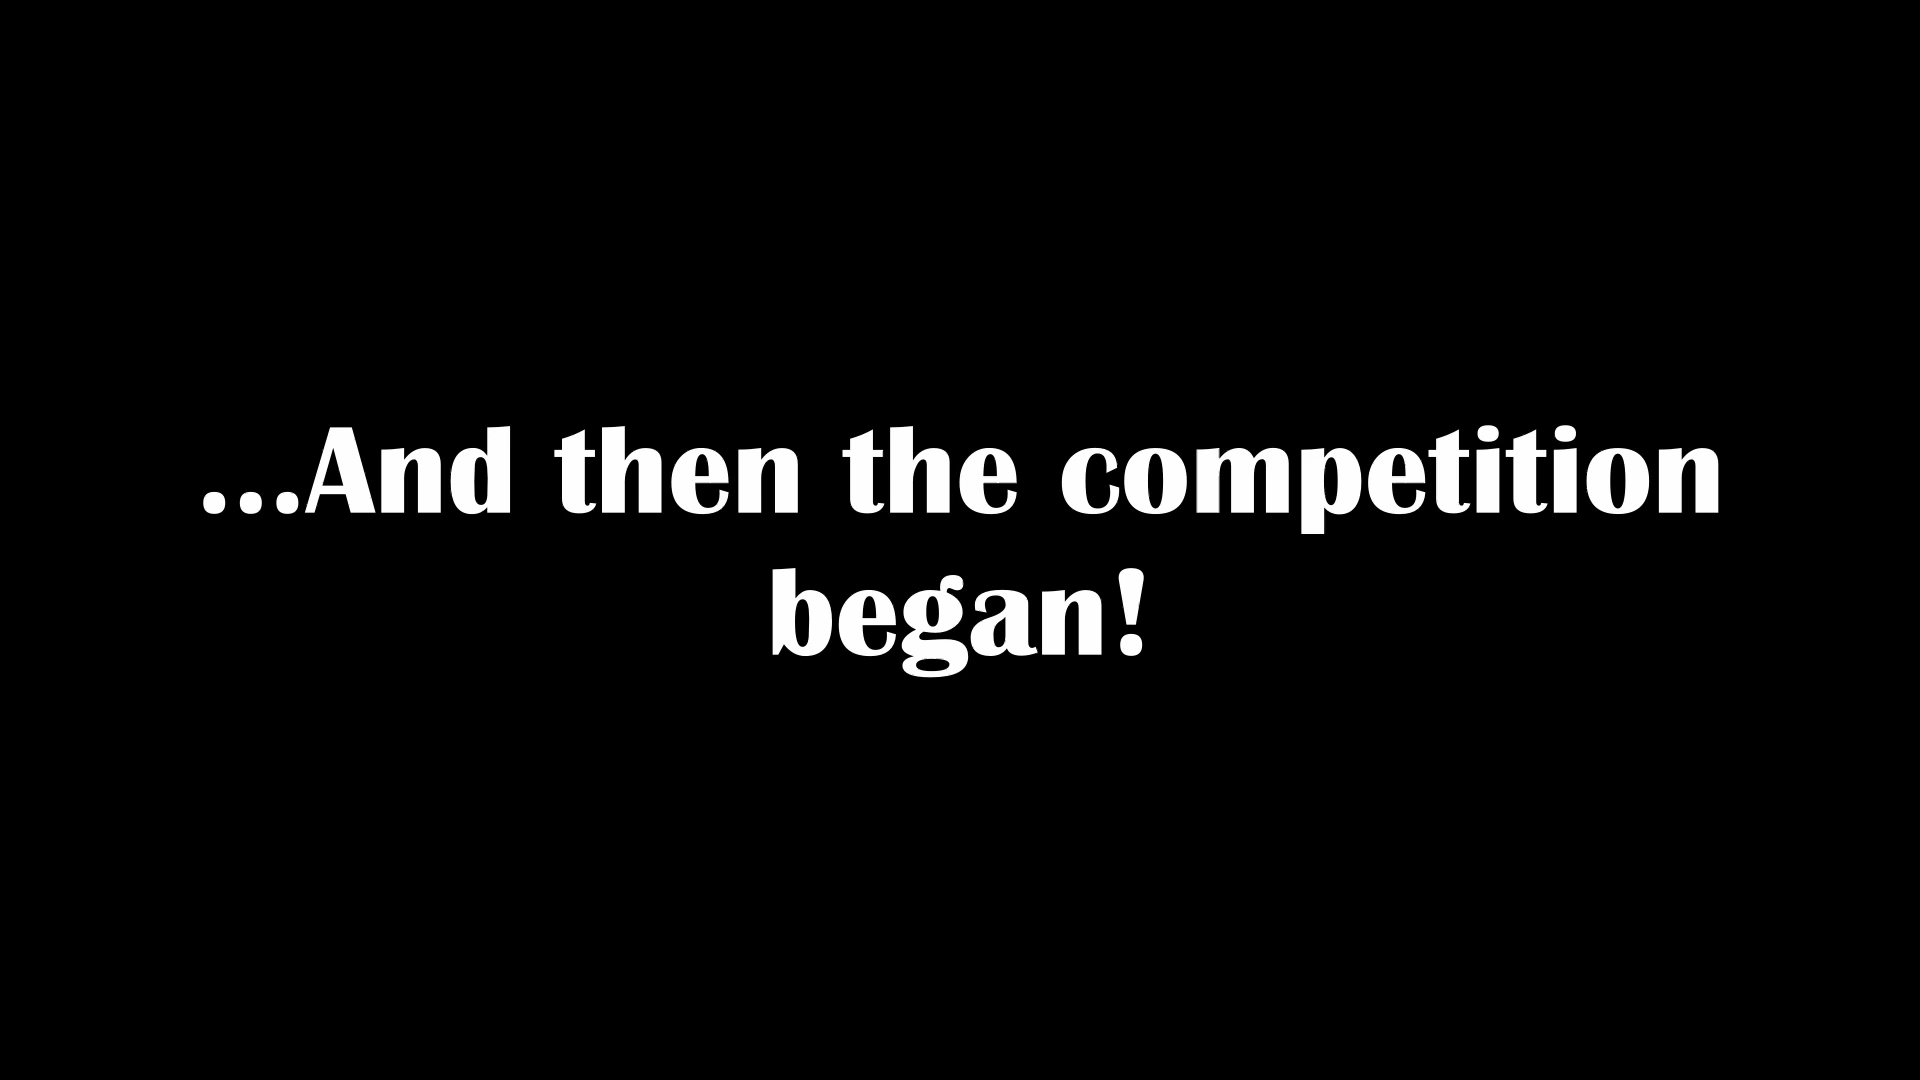 ...And then the competition
began!